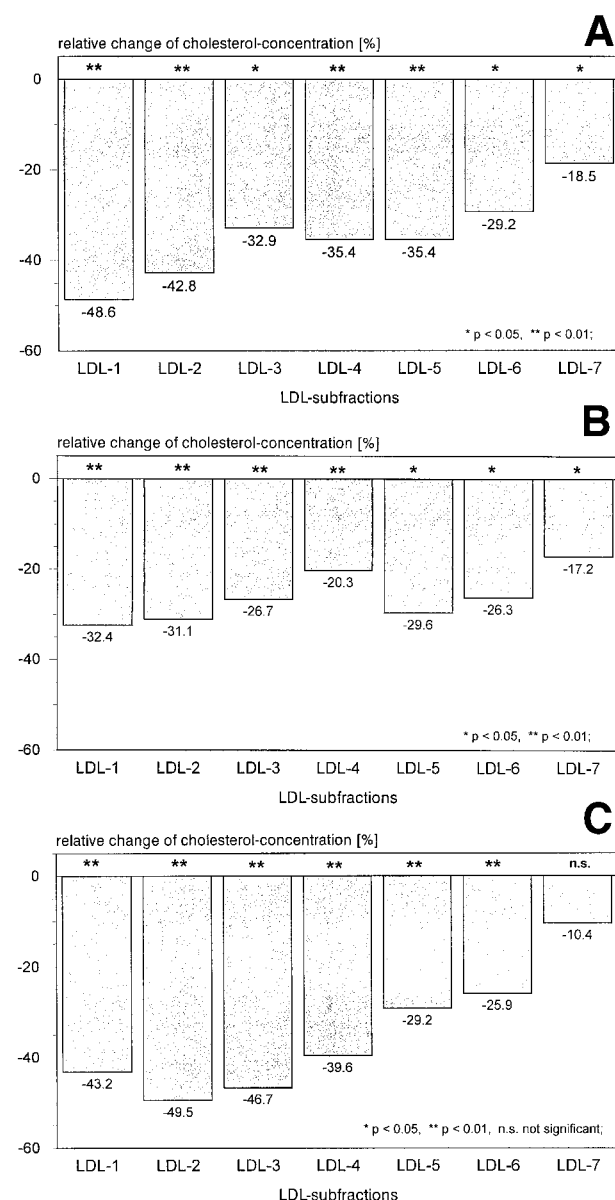 A
relative change of cholesterol-concentration [%]
** ** * ** ** * *
0
-20
-40
-60
-48.6
-42.8
-32.9
-35.4
-35.4
-29.2
-18.5
* p < 0.05, ** p < 0.01;
LDL-1 LDL-2 LDL-3 LDL-4 LDL-5 LDL-6 LDL-7
LDL-subfractions
B
relative change of cholesterol-concentration [%]
** ** ** ** * * *
0
-20
-40
-60
-32.4
-31.1
-26.7
-20.3
-29.6
-26.3
-17.2
* p < 0.05, ** p < 0.01;
LDL-1 LDL-2 LDL-3 LDL-4 LDL-5 LDL-6 LDL-7
LDL-subfractions
C
relative change of cholesterol-concentration [%]
** ** ** ** ** ** n.s.
0
-20
-40
-60
-43.2
-49.5
-46.7
-39.6
-29.2
-25.9
-10.4
* p < 0.05, ** p < 0.01, n.s. not significant;
LDL-1 LDL-2 LDL-3 LDL-4 LDL-5 LDL-6 LDL-7
LDL-subfractions